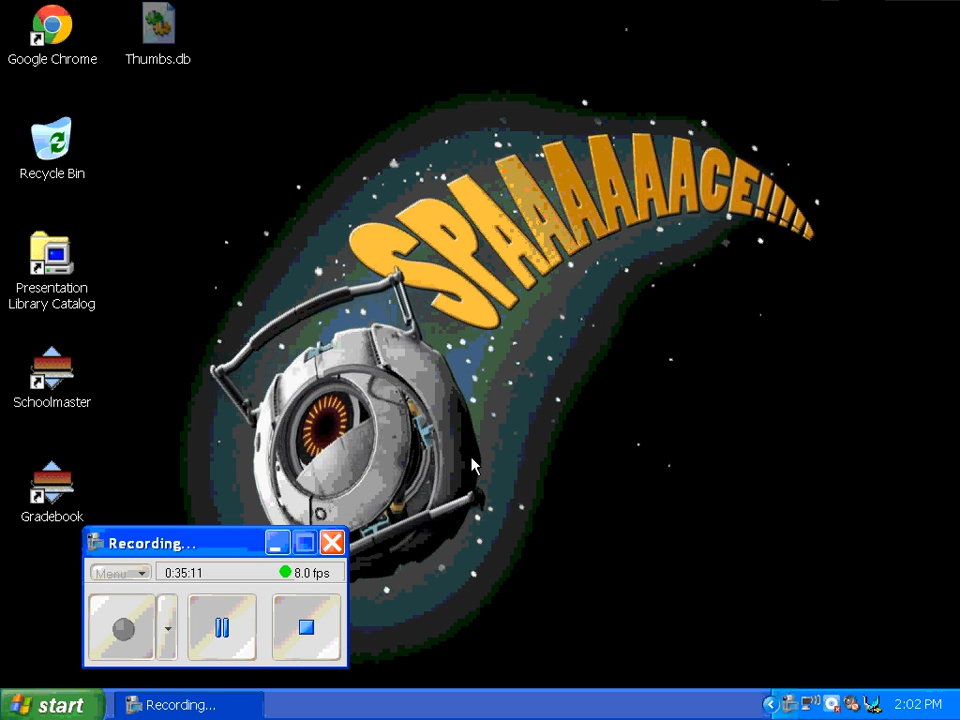 Google Chrome
Thumbs.db
Recycle Bin
Presentation
Library Catalog
Schoolmaster
Gradebook
SPAAAAAACE!!!!!
Recording...
Menu
0:35:11
8.0 fps
start
Recording...
2:02 PM